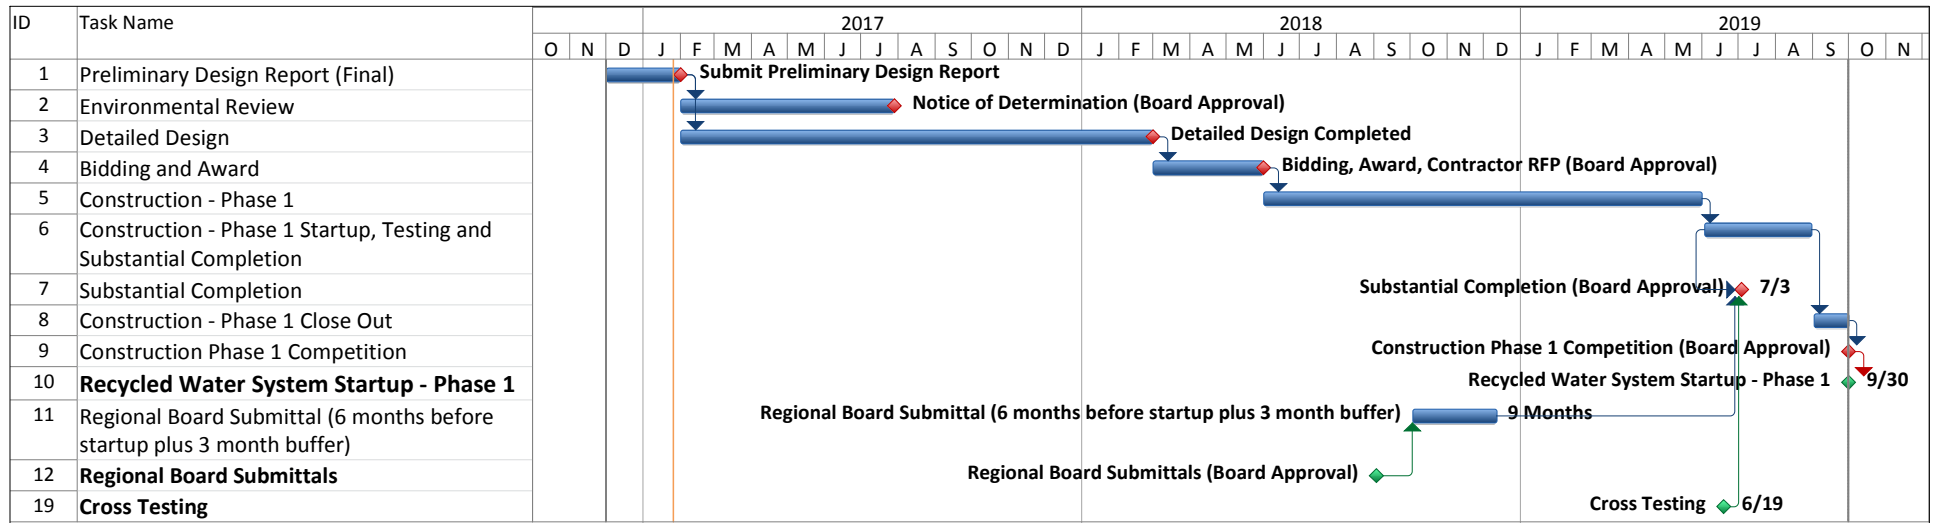 ID Task Name 2017 2018 2019
O N D J F M A M J J A S O N D J F M A M J J A S O N D J F M A M J J A S O N
1 Preliminary Design Report (Final) Submit Preliminary Design Report
2 Environmental Review Notice of Determination (Board Approval)
3 Detailed Design Detailed Design Completed
4 Bidding and Award Bidding, Award, Contractor RFP (Board Approval)
5 Construction - Phase 1
6 Construction - Phase 1 Startup, Testing and
Substantial Completion
7 Substantial Completion Substantial Completion (Board Approval) 7/3
8 Construction - Phase 1 Close Out
9 Construction Phase 1 Competition Construction Phase 1 Competition (Board Approval)
10 Recycled Water System Startup - Phase 1 Recycled Water System Startup - Phase 1 9/30
11 Regional Board Submittal (6 months before Regional Board Submittal (6 months before startup plus 3 month buffer) 9 Months
startup plus 3 month buffer)
12 Regional Board Submittals Regional Board Submittals (Board Approval)
19 Cross Testing Cross Testing 6/19